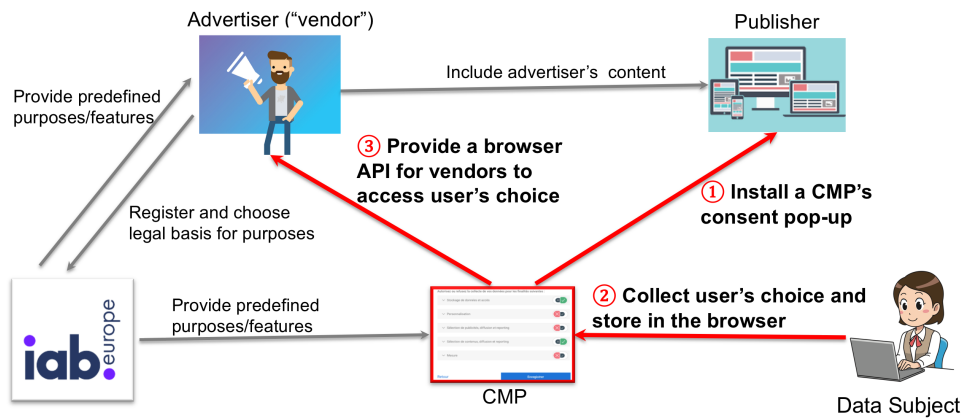 Advertiser (“vendor”)
Publisher
Include advertiser’s  content
Provide predefined
purposes/features
③ Provide a browser
API for vendors to
access user’s choice
① Install a CMP’s
consent pop-up
Register and choose
legal basis for purposes
iab.
europe
Provide predefined
purposes/features
② Collect user’s choice and
store in the browser
CMP
Data Subject